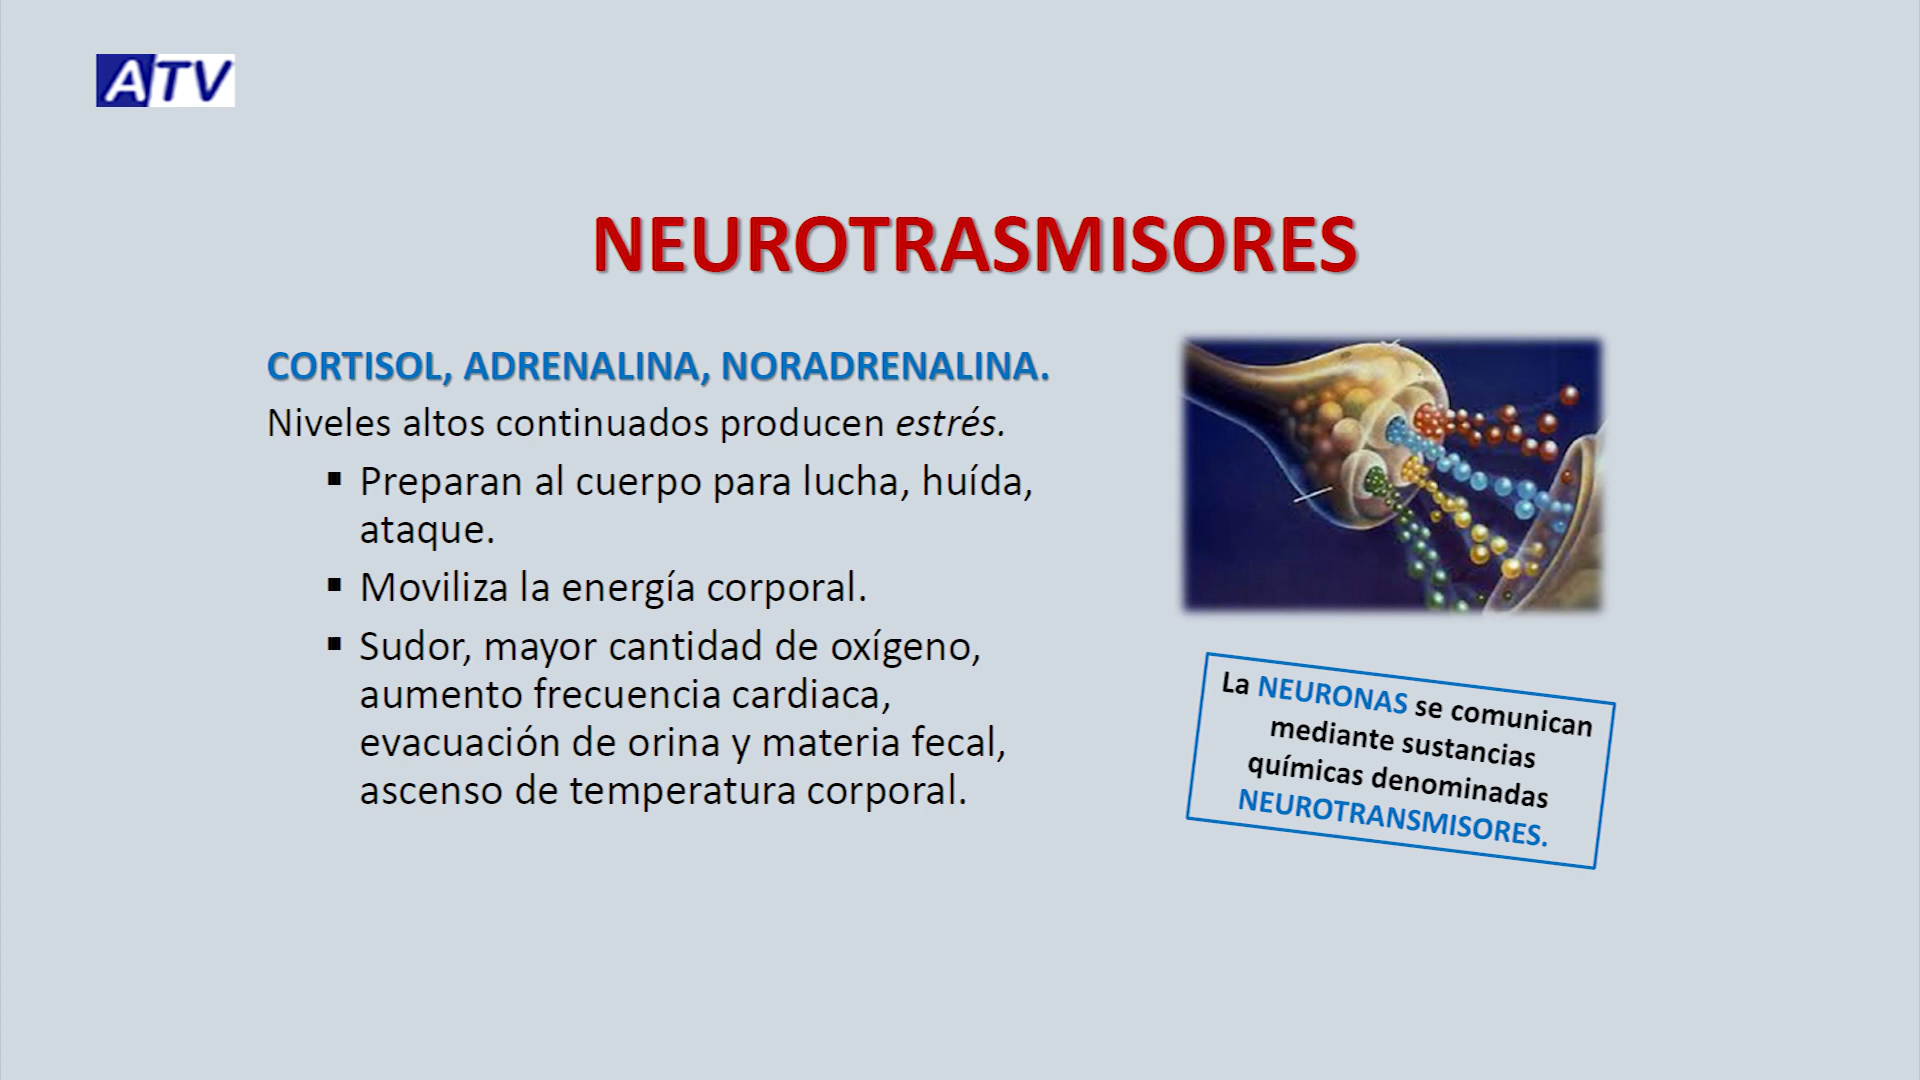 ATV
NEUROTRASMISORES
CORTISOL, ADRENALINA, NORADRENALINA.
Niveles altos continuados producen estrés.
▪ Preparan al cuerpo para lucha, huída,
ataque.
▪ Moviliza la energía corporal.
▪ Sudor, mayor cantidad de oxígeno,
aumento frecuencia cardiaca,
evacuación de orina y materia fecal,
ascenso de temperatura corporal.
La NEURONAS se comunican
mediante sustancias
químicas denominadas
NEUROTRANSMISORES.